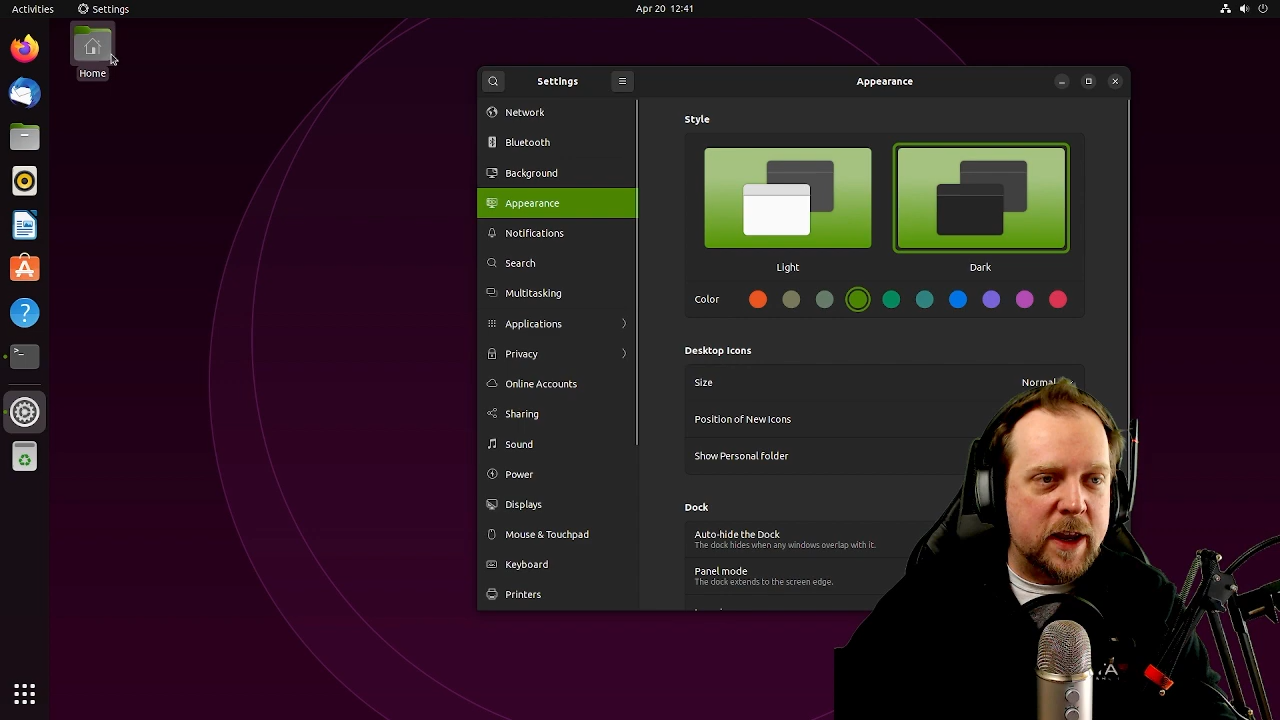 Activities
Settings
Apr 20 12:41
Home
Settings
Appearance
Network
Bluetooth
Background
Appearance
Notifications
Search
Multitasking
Applications
Privacy
Online Accounts
Sharing
Sound
Power
Displays
Mouse & Touchpad
Keyboard
Printers
Style
Light
Dark
Color
Desktop Icons
Size
Normal
Position of New Icons
Show Personal folder
Dock
Auto-hide the Dock
The dock hides when any windows overlap with it.
Panel mode
The dock extends to the screen edge.